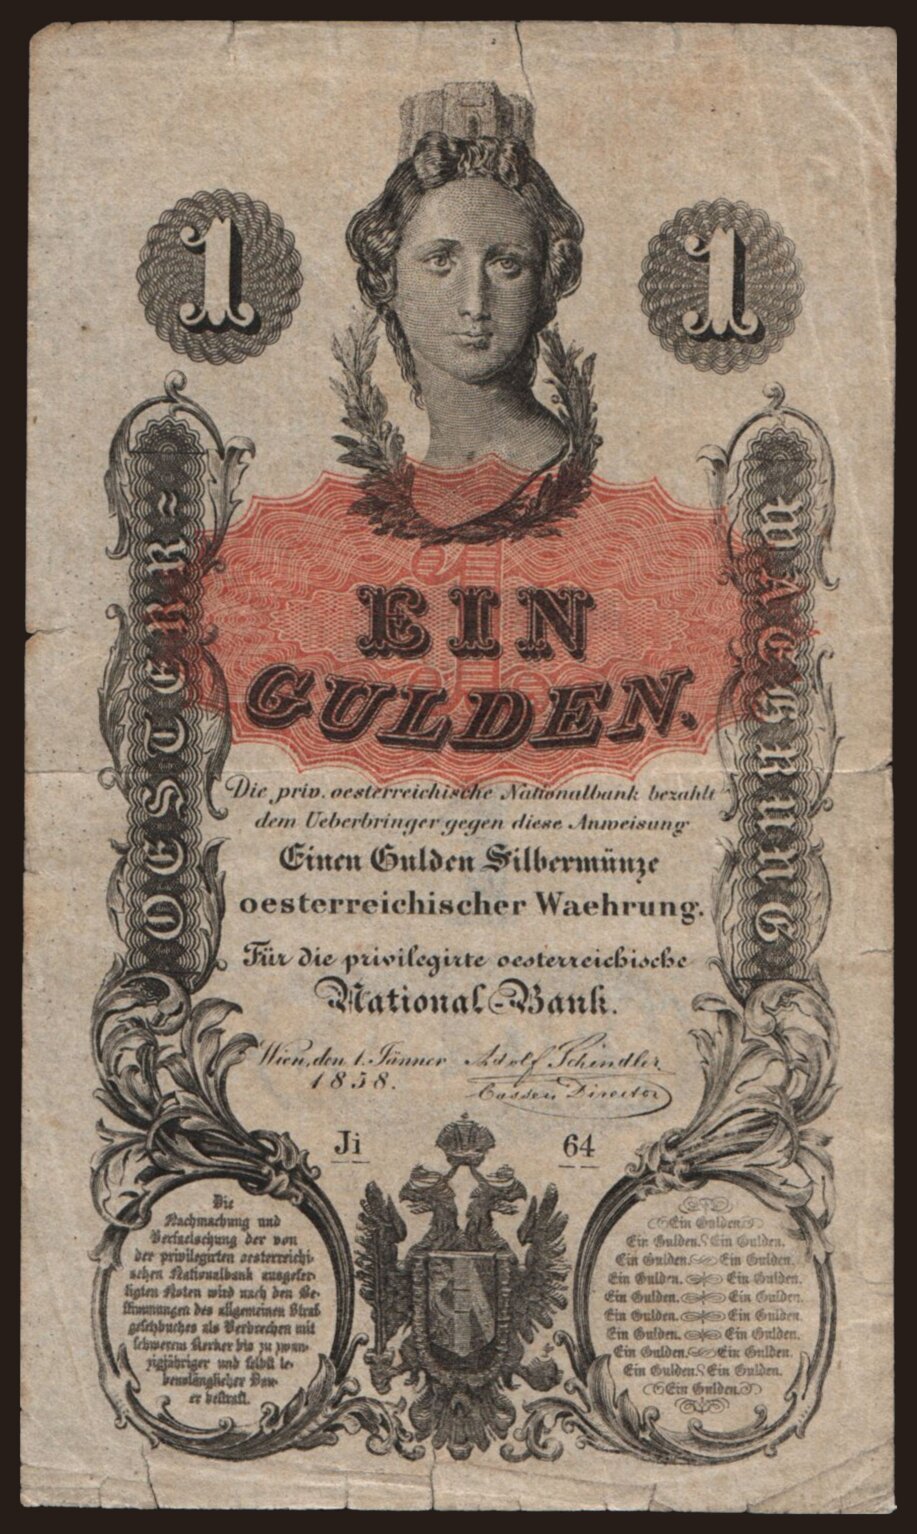 1 1
OESTERR=
WAEHRUNG
1
EIN
GULDEN.
Die priv. oesterreichische Nationalbank bezahlt
dem Ueberbringer gegen diese Anweisung
Einen Gulden Silbermünze
oesterreichischer Waehrung.
Für die privilegirte oesterreichische
National-Bank.
Wien, den 1. Jänner
1858.
Adolf Schindler
Cassen Director
Ji 64
Die
Nachmachung und
Verfaelschung der von
der privilegirten oesterreichi-
schen Nationalbank ausgefer-
tigten Noten wird nach den Be-
stimmungen des allgemeinen Straf
gesetzbuches als Verbrechen mit
schwerem Kerker bis zu zwan-
zigjähriger und selbst le-
benslänglicher Dau-
er bestraft.
Ein Gulden.
Ein Gulden. Ein Gulden.
Ein Gulden. Ein Gulden.
Ein Gulden. Ein Gulden.
Ein Gulden. Ein Gulden.
Ein Gulden. Ein Gulden.
Ein Gulden. Ein Gulden.
Ein Gulden. Ein Gulden.
Ein Gulden. Ein Gulden.
Ein Gulden.